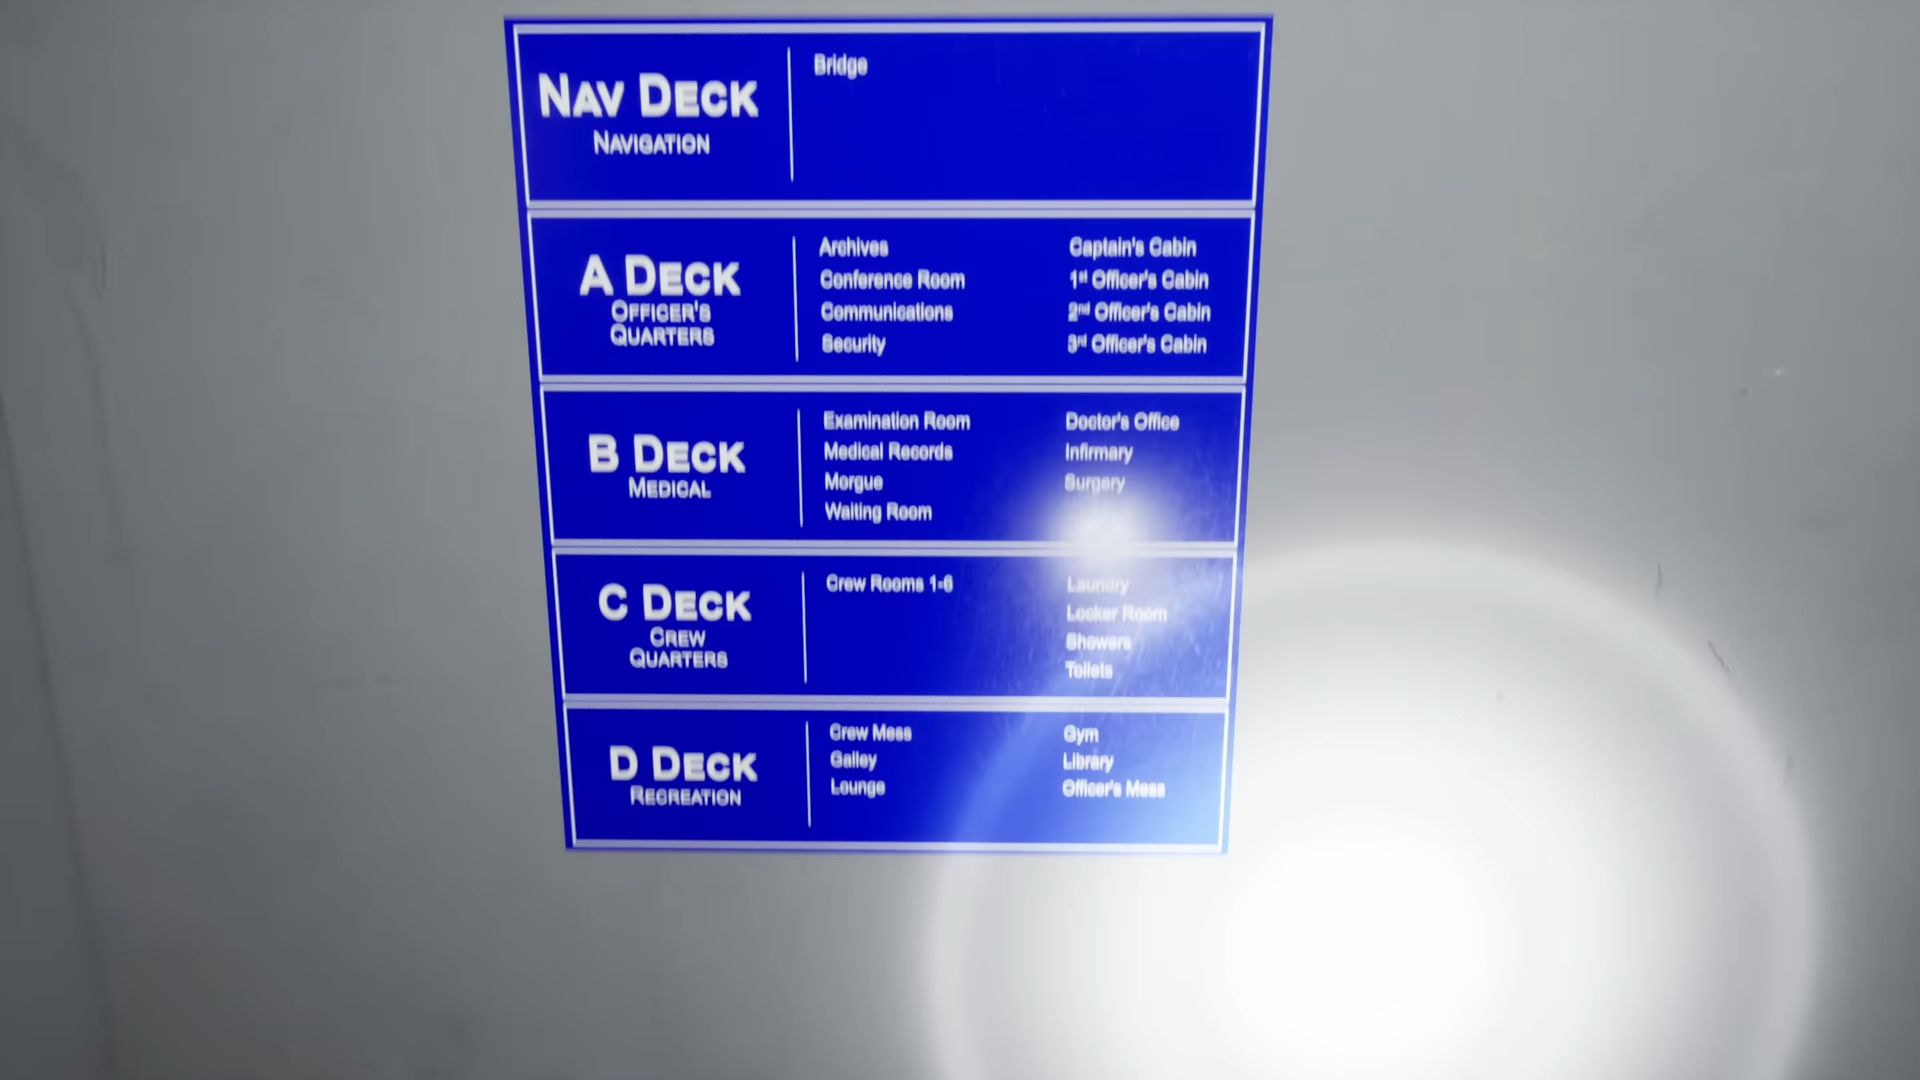 NAV DECK
NAVIGATION
Bridge
A DECK
OFFICER'S
QUARTERS
Archives
Conference Room
Communications
Security
Captain's Cabin
1st Officer's Cabin
2nd Officer's Cabin
3rd Officer's Cabin
B DECK
MEDICAL
Examination Room
Medical Records
Morgue
Waiting Room
Doctor's Office
Infirmary
Surgery
C DECK
CREW
QUARTERS
Crew Rooms 1-6
Laundry
Locker Room
Showers
Toilets
D DECK
RECREATION
Crew Mess
Galley
Lounge
Gym
Library
Officer's Mess